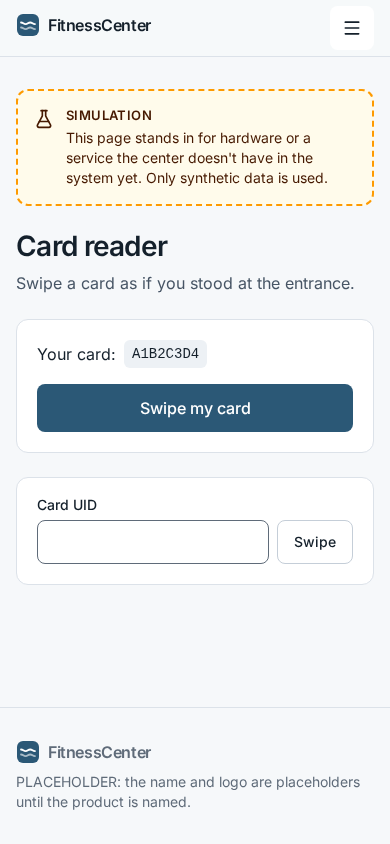 FitnessCenter
SIMULATION
This page stands in for hardware or a
service the center doesn't have in the
system yet. Only synthetic data is used.
Card reader
Swipe a card as if you stood at the entrance.
Your card: A1B2C3D4
Swipe my card
Card UID
Swipe
FitnessCenter
PLACEHOLDER: the name and logo are placeholders
until the product is named.